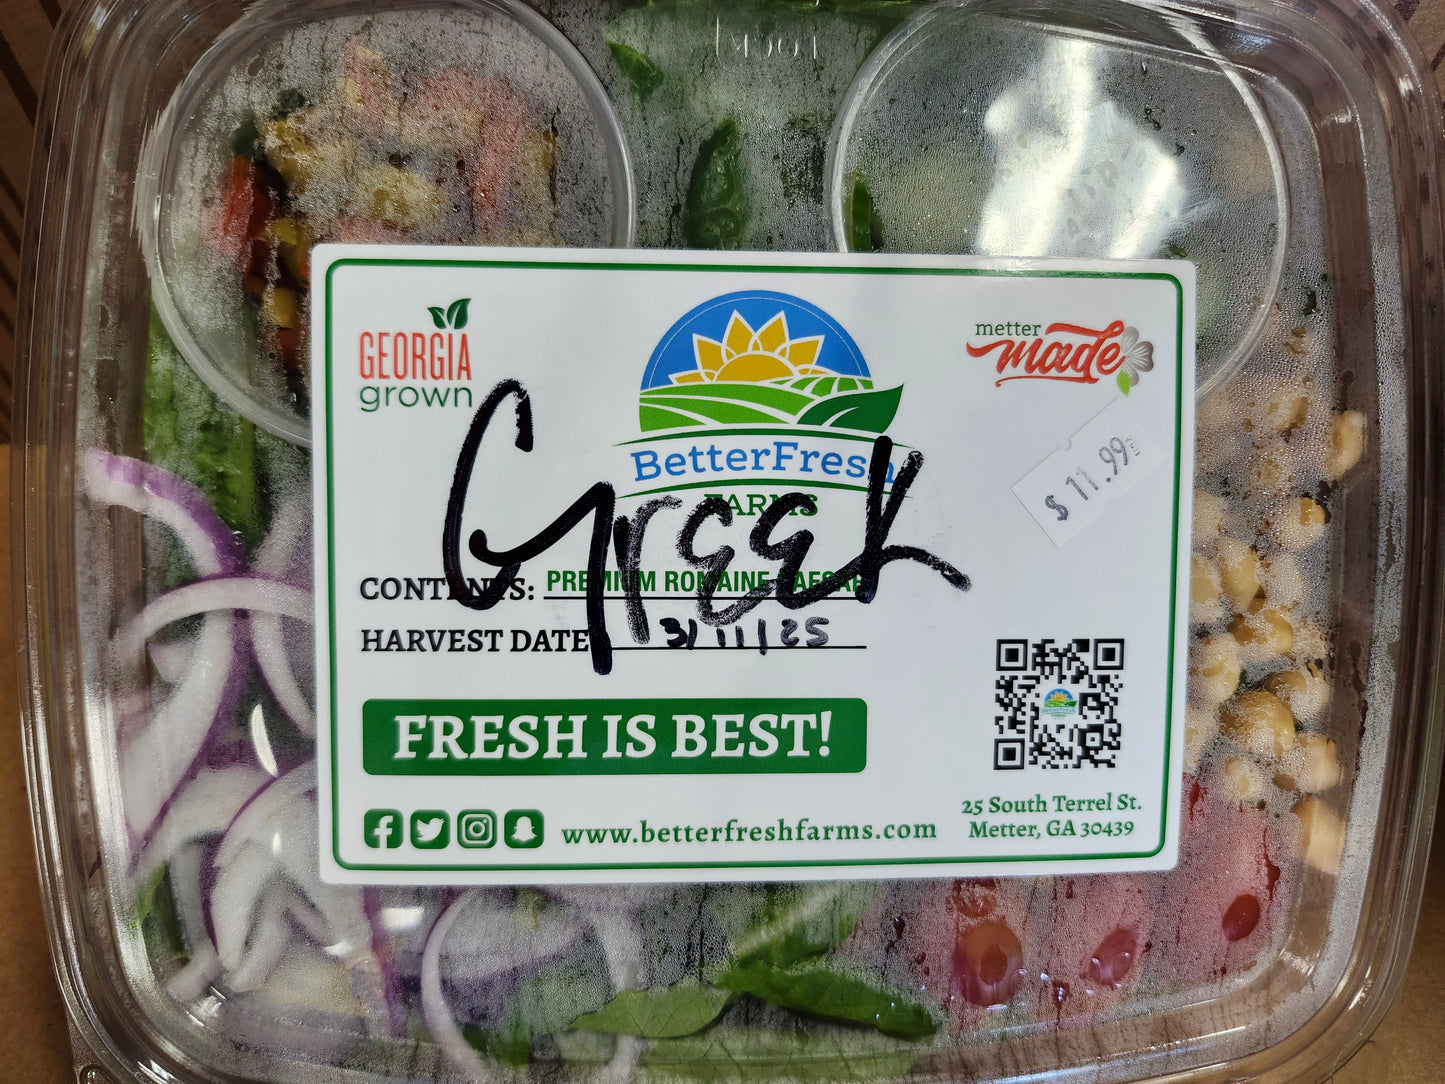 GEORGIA
grown
metter
made
BetterFresh
FARMS
$ 11.99
Greek
CONTENTS: PREMIUM ROMAINE CAESAR
HARVEST DATE 3/11/25
FRESH IS BEST!
www.betterfreshfarms.com
25 South Terrel St.
Metter, GA 30439